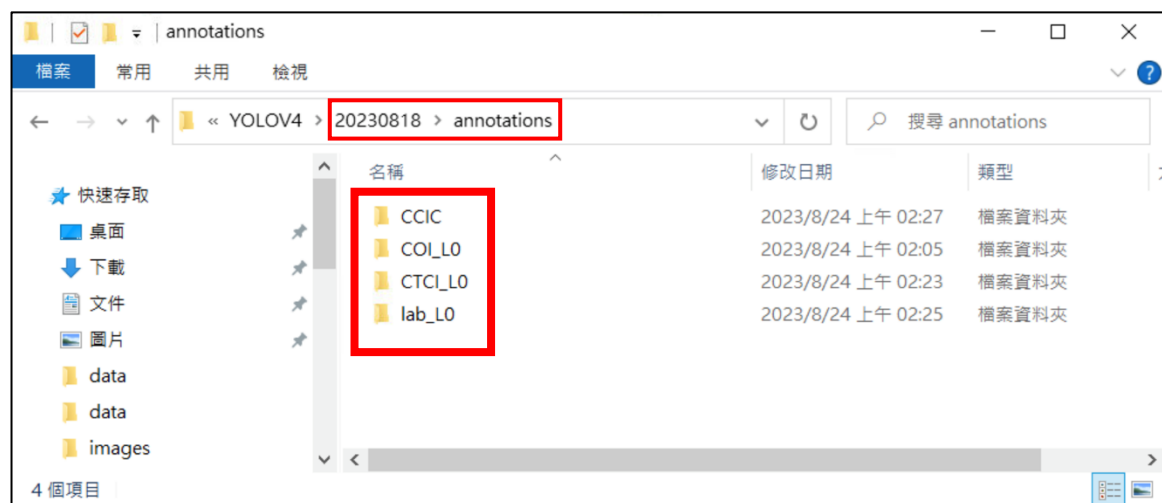 annotations
檔案 常用 共用 檢視
« YOLOV4 › 20230818 › annotations 搜尋 annotations
名稱 修改日期 類型
快速存取
桌面
下載
文件
圖片
data
data
images
CCIC 2023/8/24 上午 02:27 檔案資料夾
COI_L0 2023/8/24 上午 02:05 檔案資料夾
CTCI_L0 2023/8/24 上午 02:23 檔案資料夾
lab_L0 2023/8/24 上午 02:25 檔案資料夾
4 個項目